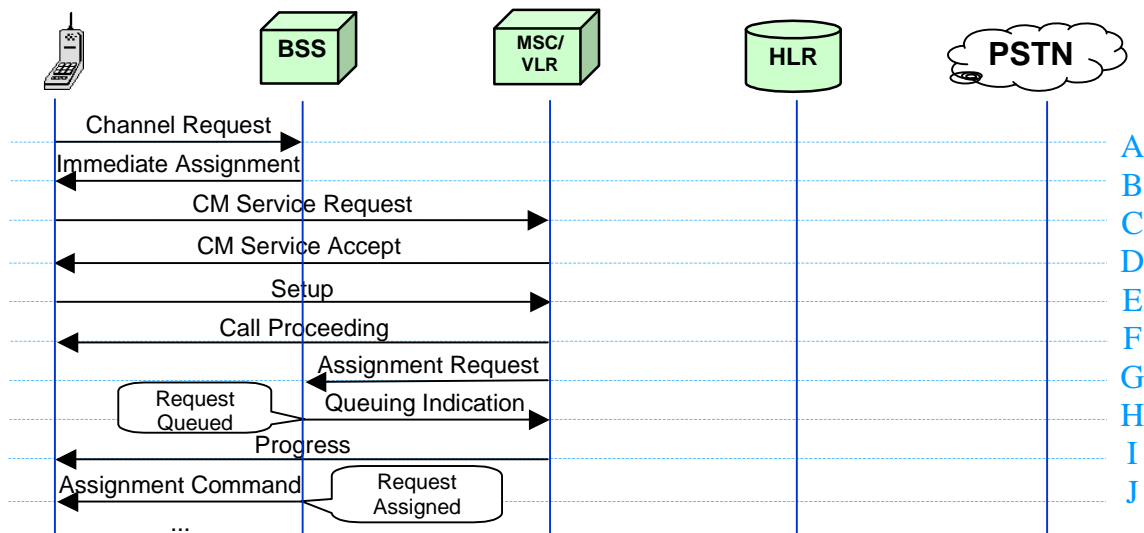 BSS
MSC/
VLR
HLR
PSTN
Channel Request
A
Immediate Assignment
B
CM Service Request
C
CM Service Accept
D
Setup
E
Call Proceeding
F
Assignment Request
G
Request
Queued
Queuing Indication
H
Progress
I
Assignment Command
Request
Assigned
J
...